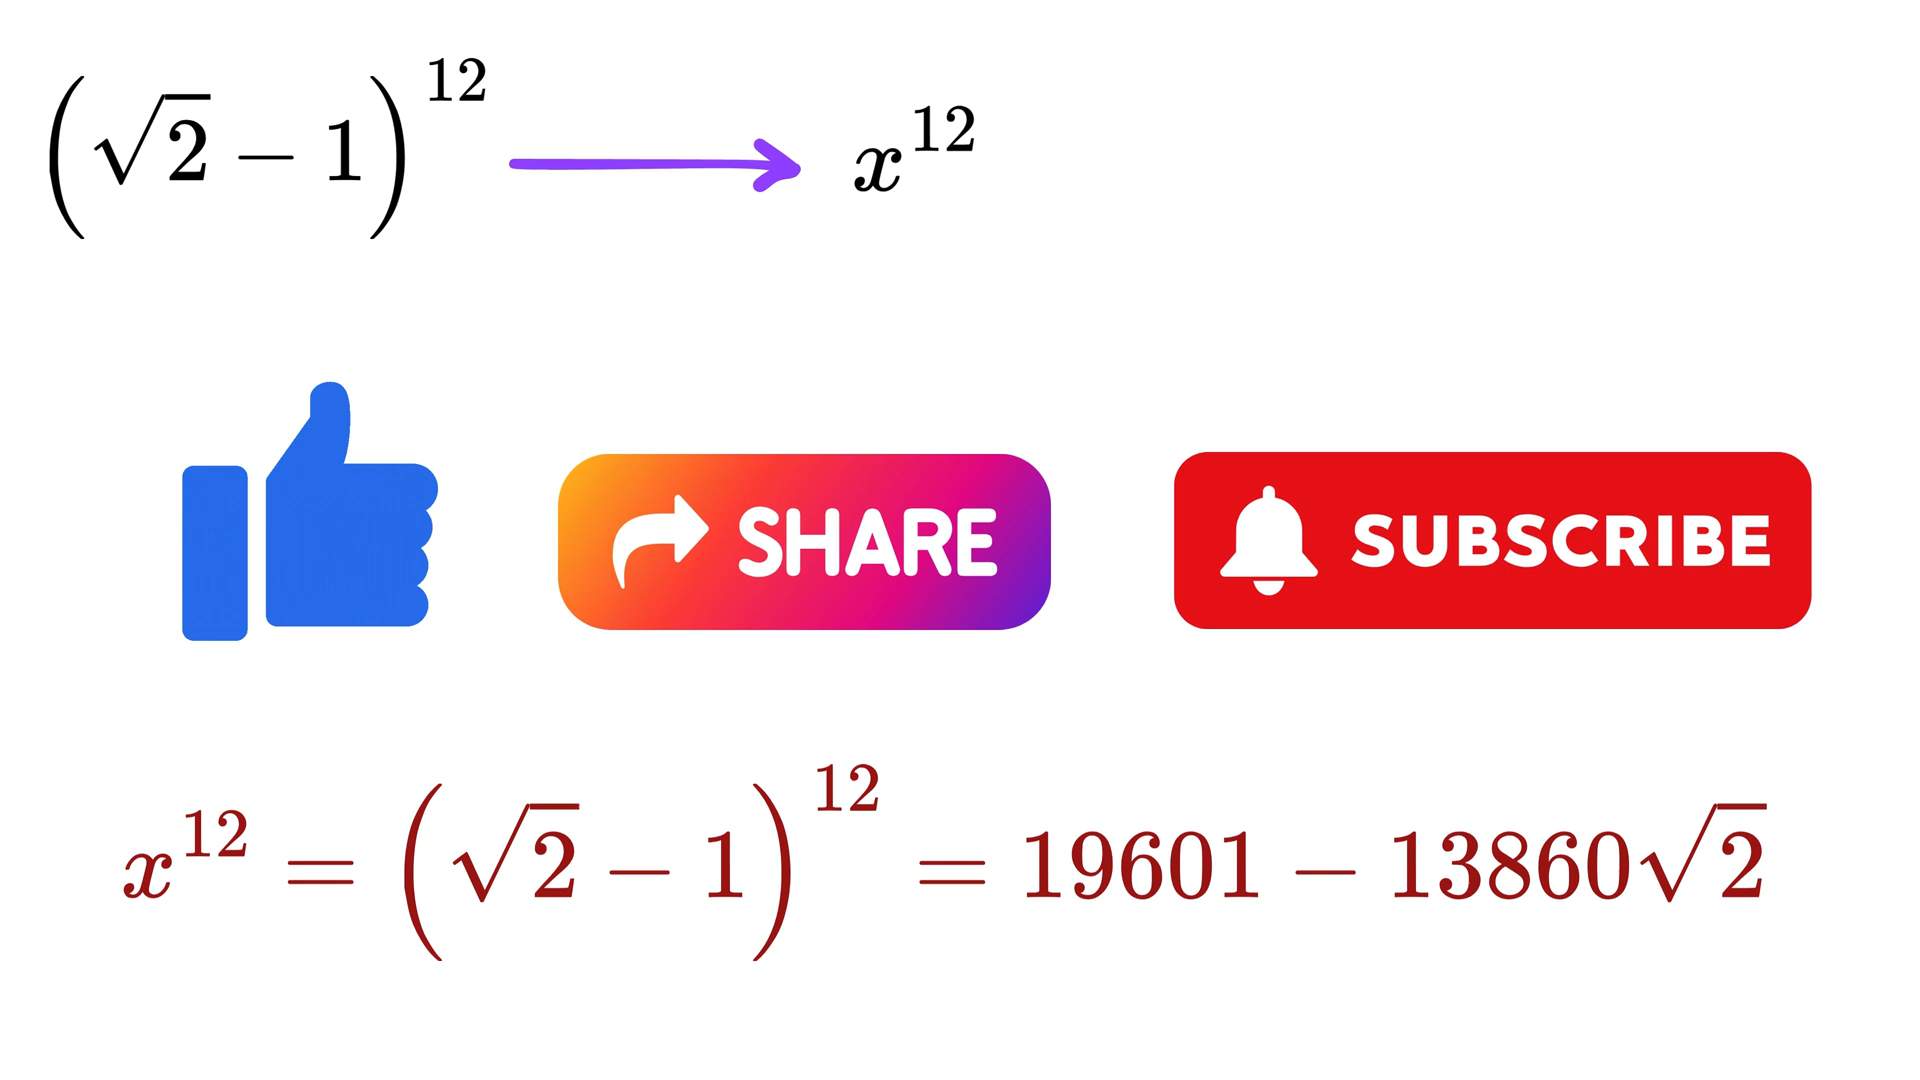 (√2 − 1)^12 x^12
SHARE SUBSCRIBE
x^12 = (√2 − 1)^12 = 19601 − 13860√2